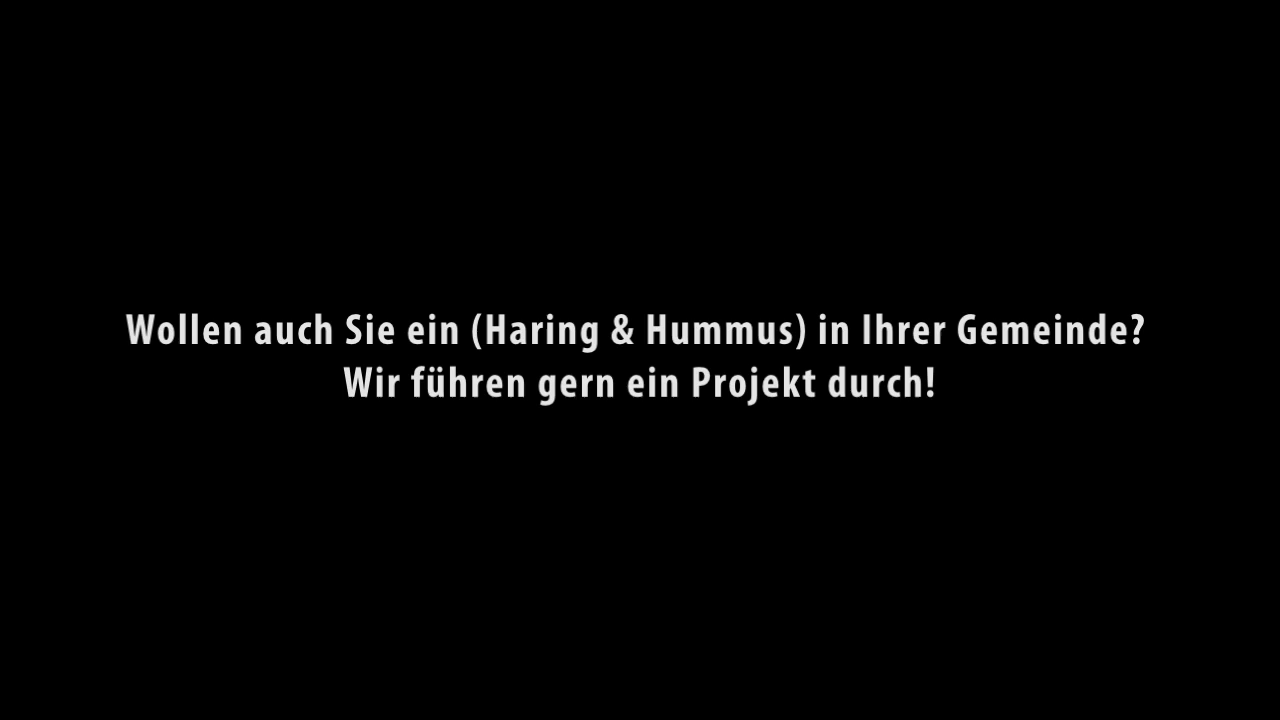 Wollen auch Sie ein (Haring & Hummus) in Ihrer Gemeinde?
Wir führen gern ein Projekt durch!